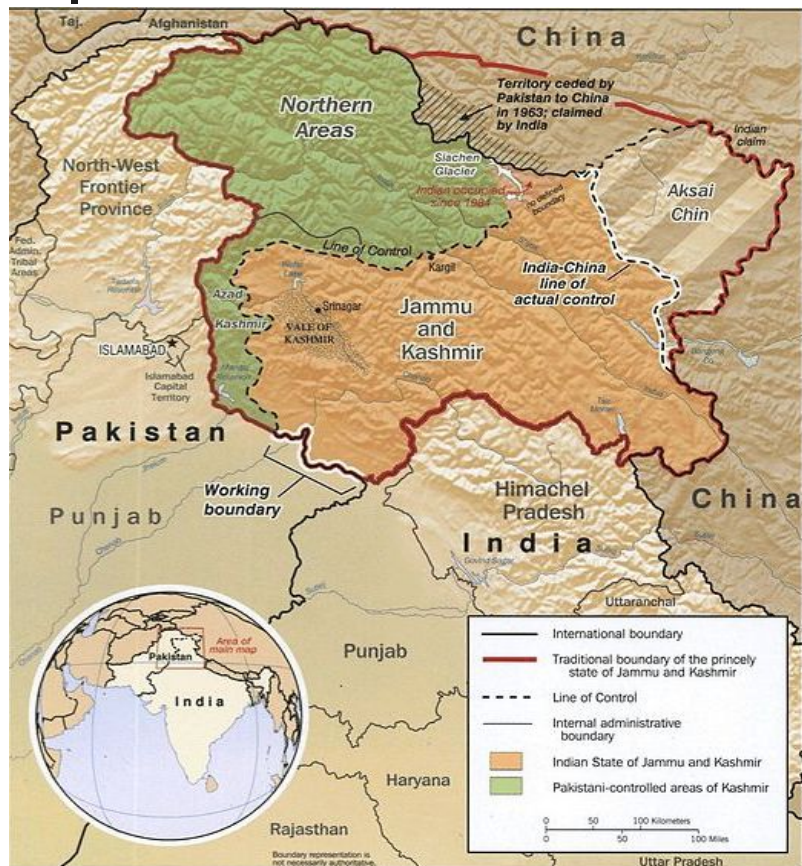 Taj.
China
Administration
Territory ceded by
Pakistan to China
in 1963; claimed
by India
Northern
Areas
Indian
claim
North-West
Frontier
Province
Siachen
Glacier
Indian occupied
since 1984
no defined
boundary
Aksai
Chin
Fed.
Admin.
Tribal
Areas
Line of Control
Kargil
India-China
line of
actual control
Azad
Kashmir
Srinagar
VALE OF
KASHMIR
Jammu
and
Kashmir
ISLAMABAD
Islamabad
Capital
Territory
Pakistan
Working
boundary
Punjab
Himachel
Pradesh
China
India
Govind Sagar
Uttaranchal
Chenab
Sutlej
Area of
main map
Pakistan
India
Punjab
Haryana
Rajasthan
Boundary representation is
not necessarily authoritative.
International boundary
Traditional boundary of the princely
state of Jammu and Kashmir
Line of Control
Internal administrative
boundary
Indian State of Jammu and Kashmir
Pakistani-controlled areas of Kashmir
0 50 100 Kilometers
0 50 100 Miles
Uttar Pradesh